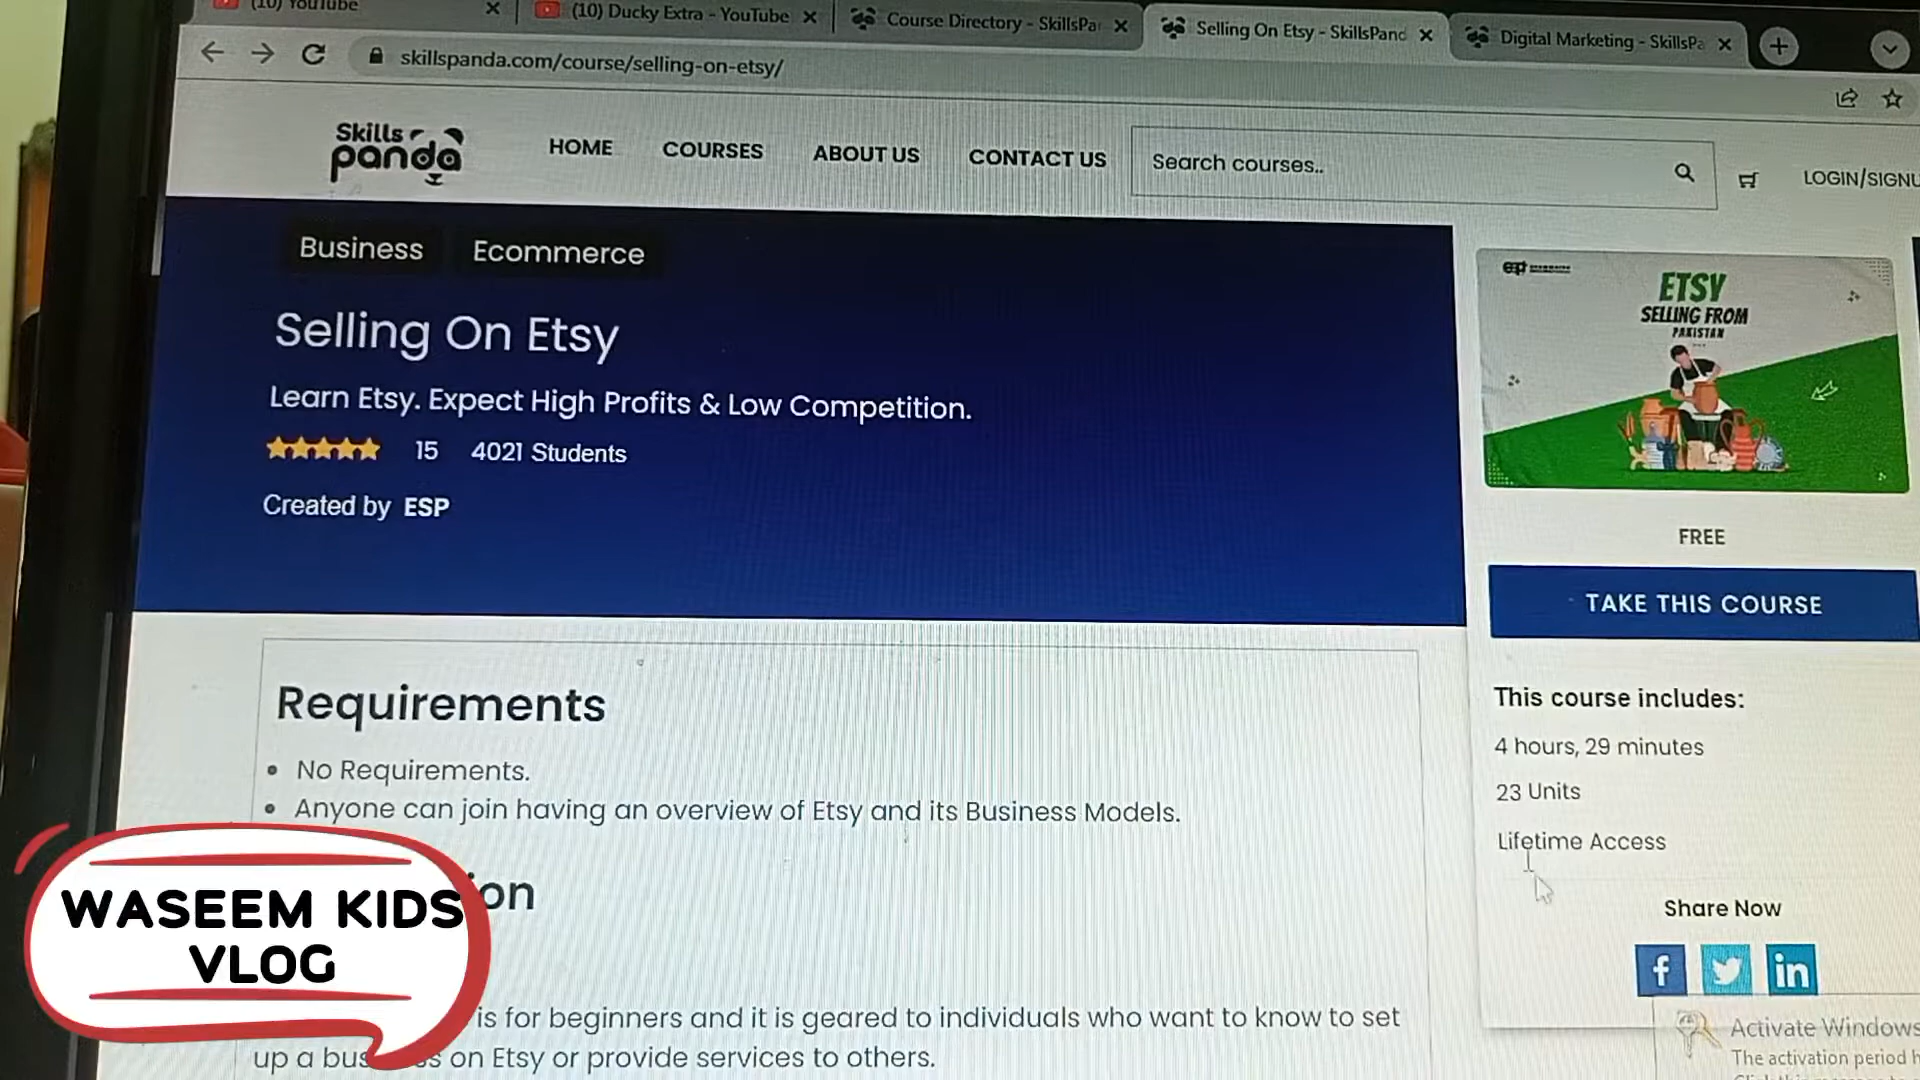 (10) YouTube
(10) Ducky Extra - YouTube
Course Directory - SkillsPa
Selling On Etsy - SkillsPand
Digital Marketing - SkillsPa
skillspanda.com/course/selling-on-etsy/
Skills
panda
HOME
COURSES
ABOUT US
CONTACT US
Search courses..
LOGIN/SIGNU
Business
Ecommerce
Selling On Etsy
Learn Etsy. Expect High Profits & Low Competition.
15
4021 Students
Created by ESP
ETSY
SELLING FROM
PAKISTAN
FREE
TAKE THIS COURSE
This course includes:
4 hours, 29 minutes
23 Units
Lifetime Access
Share Now
f
in
Requirements
No Requirements.
Anyone can join having an overview of Etsy and its Business Models.
on
is for beginners and it is geared to individuals who want to know to set
up a bus s on Etsy or provide services to others.
WASEEM KIDS
VLOG
Activate Windows
The activation period h